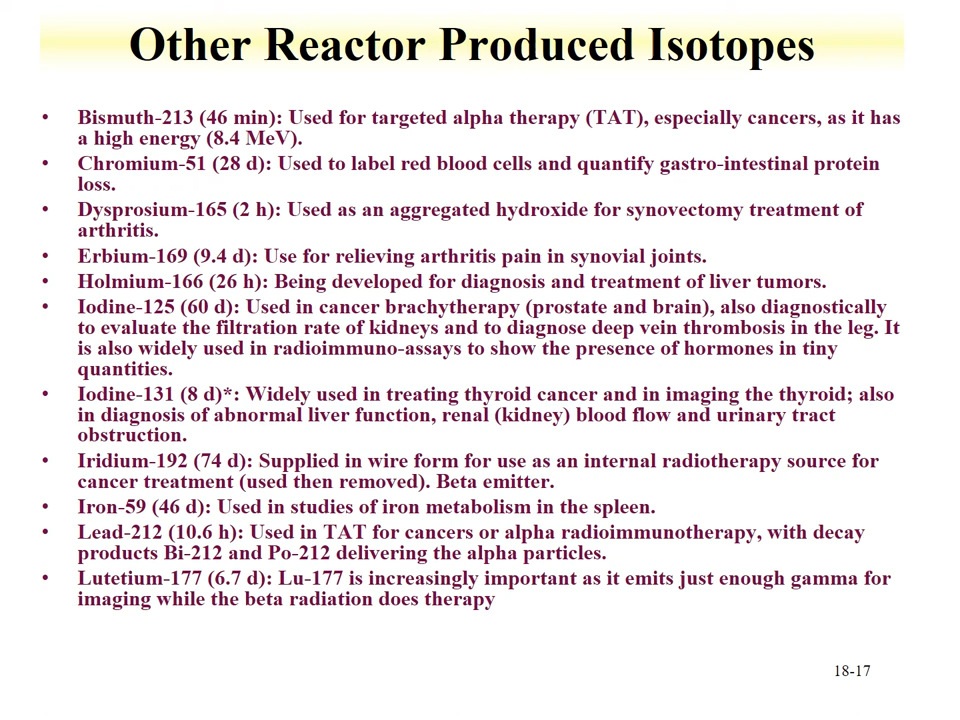 Other Reactor Produced Isotopes
• Bismuth-213 (46 min): Used for targeted alpha therapy (TAT), especially cancers, as it has
a high energy (8.4 MeV).
• Chromium-51 (28 d): Used to label red blood cells and quantify gastro-intestinal protein
loss.
• Dysprosium-165 (2 h): Used as an aggregated hydroxide for synovectomy treatment of
arthritis.
• Erbium-169 (9.4 d): Use for relieving arthritis pain in synovial joints.
• Holmium-166 (26 h): Being developed for diagnosis and treatment of liver tumors.
• Iodine-125 (60 d): Used in cancer brachytherapy (prostate and brain), also diagnostically
to evaluate the filtration rate of kidneys and to diagnose deep vein thrombosis in the leg. It
is also widely used in radioimmuno-assays to show the presence of hormones in tiny
quantities.
• Iodine-131 (8 d)*: Widely used in treating thyroid cancer and in imaging the thyroid; also
in diagnosis of abnormal liver function, renal (kidney) blood flow and urinary tract
obstruction.
• Iridium-192 (74 d): Supplied in wire form for use as an internal radiotherapy source for
cancer treatment (used then removed). Beta emitter.
• Iron-59 (46 d): Used in studies of iron metabolism in the spleen.
• Lead-212 (10.6 h): Used in TAT for cancers or alpha radioimmunotherapy, with decay
products Bi-212 and Po-212 delivering the alpha particles.
• Lutetium-177 (6.7 d): Lu-177 is increasingly important as it emits just enough gamma for
imaging while the beta radiation does therapy
18-17